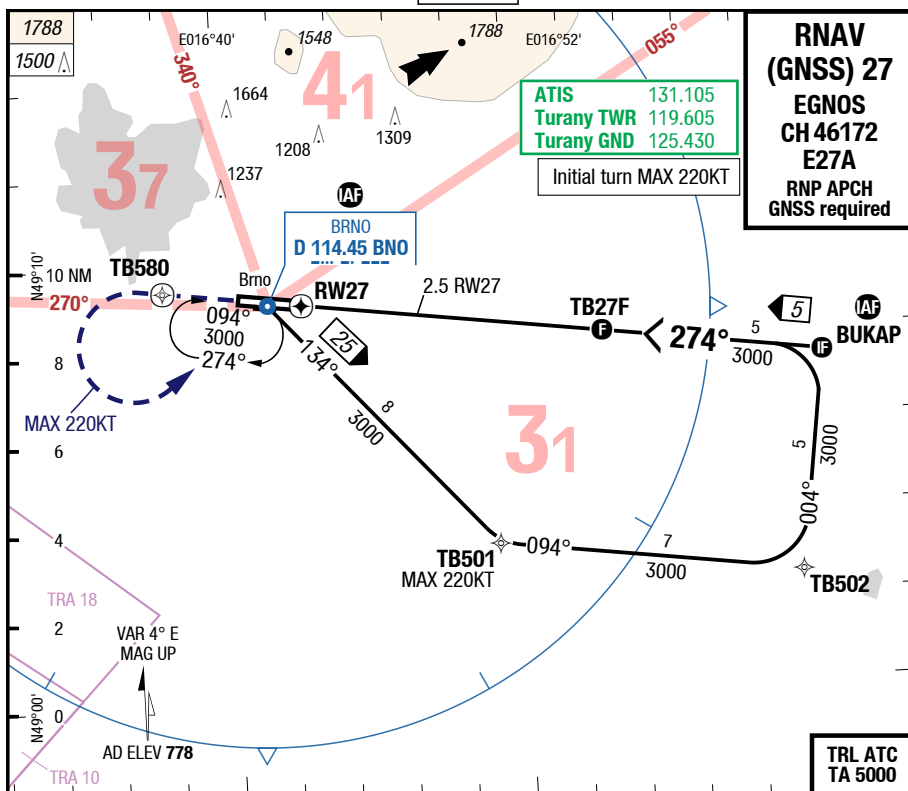 1788
1500
E016°40'
1548
1788
E016°52'
RNAV
(GNSS) 27
EGNOS
CH 46172
E27A
RNP APCH
GNSS required
340°
055°
41
1664
1208
1309
1237
37
ATIS 131.105
Turany TWR 119.605
Turany GND 125.430
Initial turn MAX 220KT
IAF
BRNO
D 114.45 BNO
N49°10'
10 NM
TB580
Brno
RW27
2.5 RW27
270°
094°
3000
274°
25
134°
TB27F
F
274°
5
3000
5
IAF
BUKAP
IF
8
MAX 220KT
8
3000
31
5
3000
004°
6
4
TB501
MAX 220KT
094°
7
3000
TB502
TRA 18
2
VAR 4° E
MAG UP
N49°00'
0
AD ELEV 778
TRA 10
TRL ATC
TA 5000